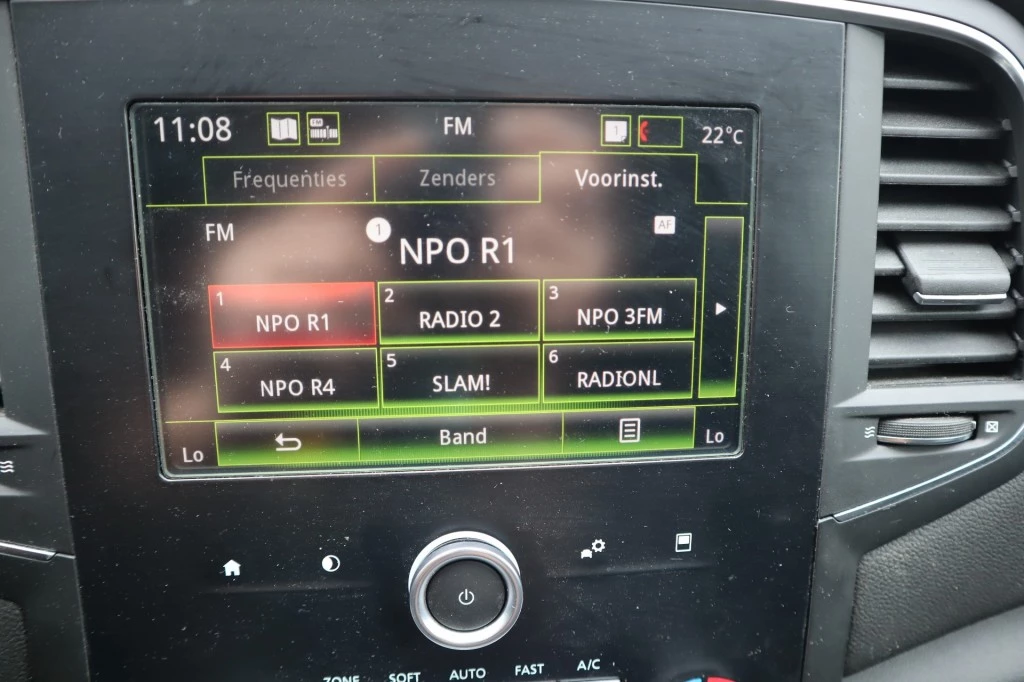 11:08 FM 1 22°C
Frequenties Zenders Voorinst.
FM 1 NPO R1 AF
1 NPO R1
2 RADIO 2
3 NPO 3FM
4 NPO R4
5 SLAM!
6 RADIONL
Lo Band Lo
ZONE SOFT AUTO FAST A/C